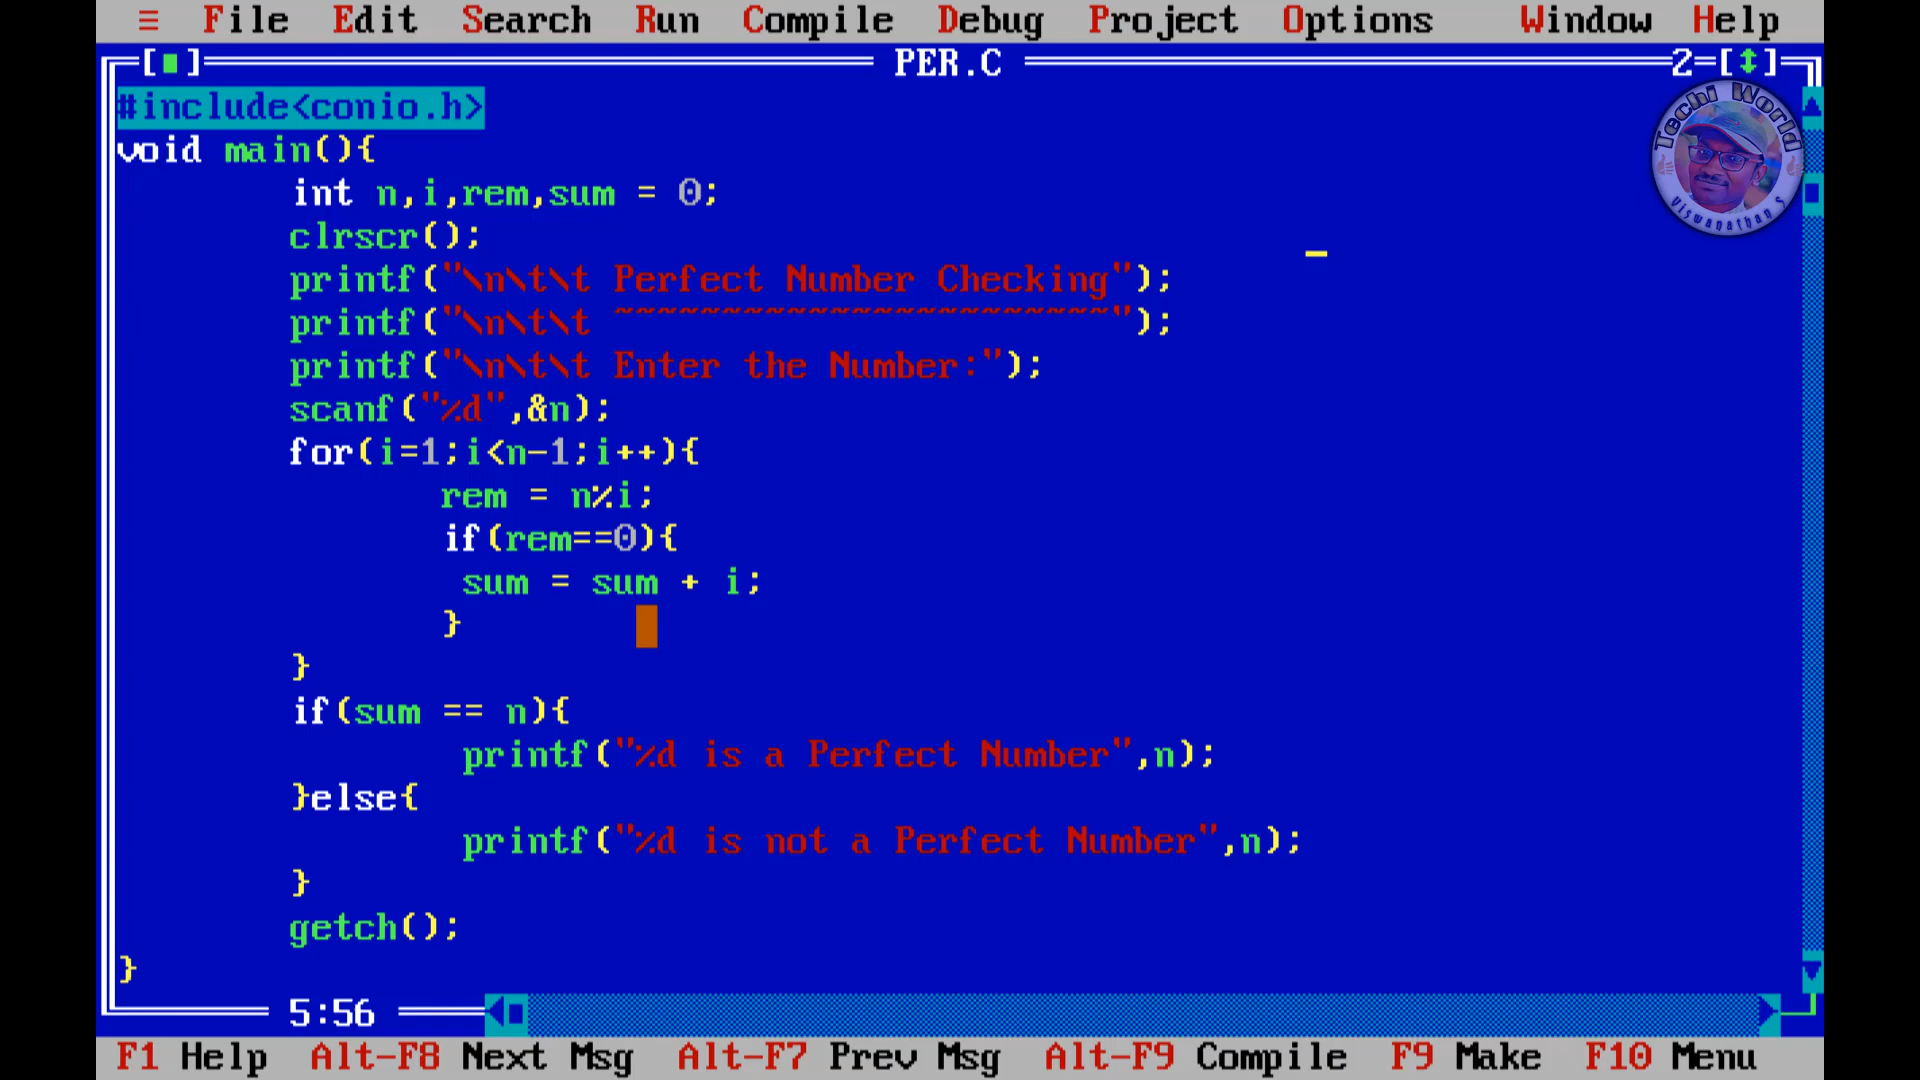 ≡ File Edit Search Run Compile Debug Project Options Window Help
[■] PER.C 2=[↕]
#include<conio.h>
void main(){
int n,i,rem,sum = 0;
clrscr();
printf("\n\t\t Perfect Number Checking");
printf("\n\t\t ~~~~~~~~~~~~~~~~~~~~~~~");
printf("\n\t\t Enter the Number:");
scanf("%d",&n);
for(i=1;i<n-1;i++){
rem = n%i;
if(rem==0){
sum = sum + i;
}
}
if(sum == n){
printf("%d is a Perfect Number",n);
}else{
printf("%d is not a Perfect Number",n);
}
getch();
}
5:56
F1 Help Alt-F8 Next Msg Alt-F7 Prev Msg Alt-F9 Compile F9 Make F10 Menu
Techi World
Viswanathan S